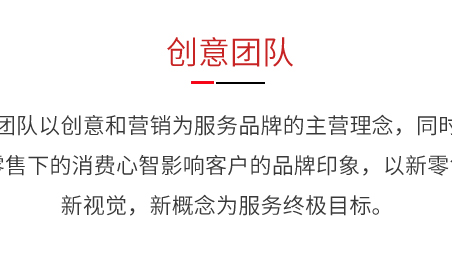 创意团队
团队以创意和营销为服务品牌的主营理念，同时
零售下的消费心智影响客户的品牌印象，以新零售
新视觉，新概念为服务终极目标。